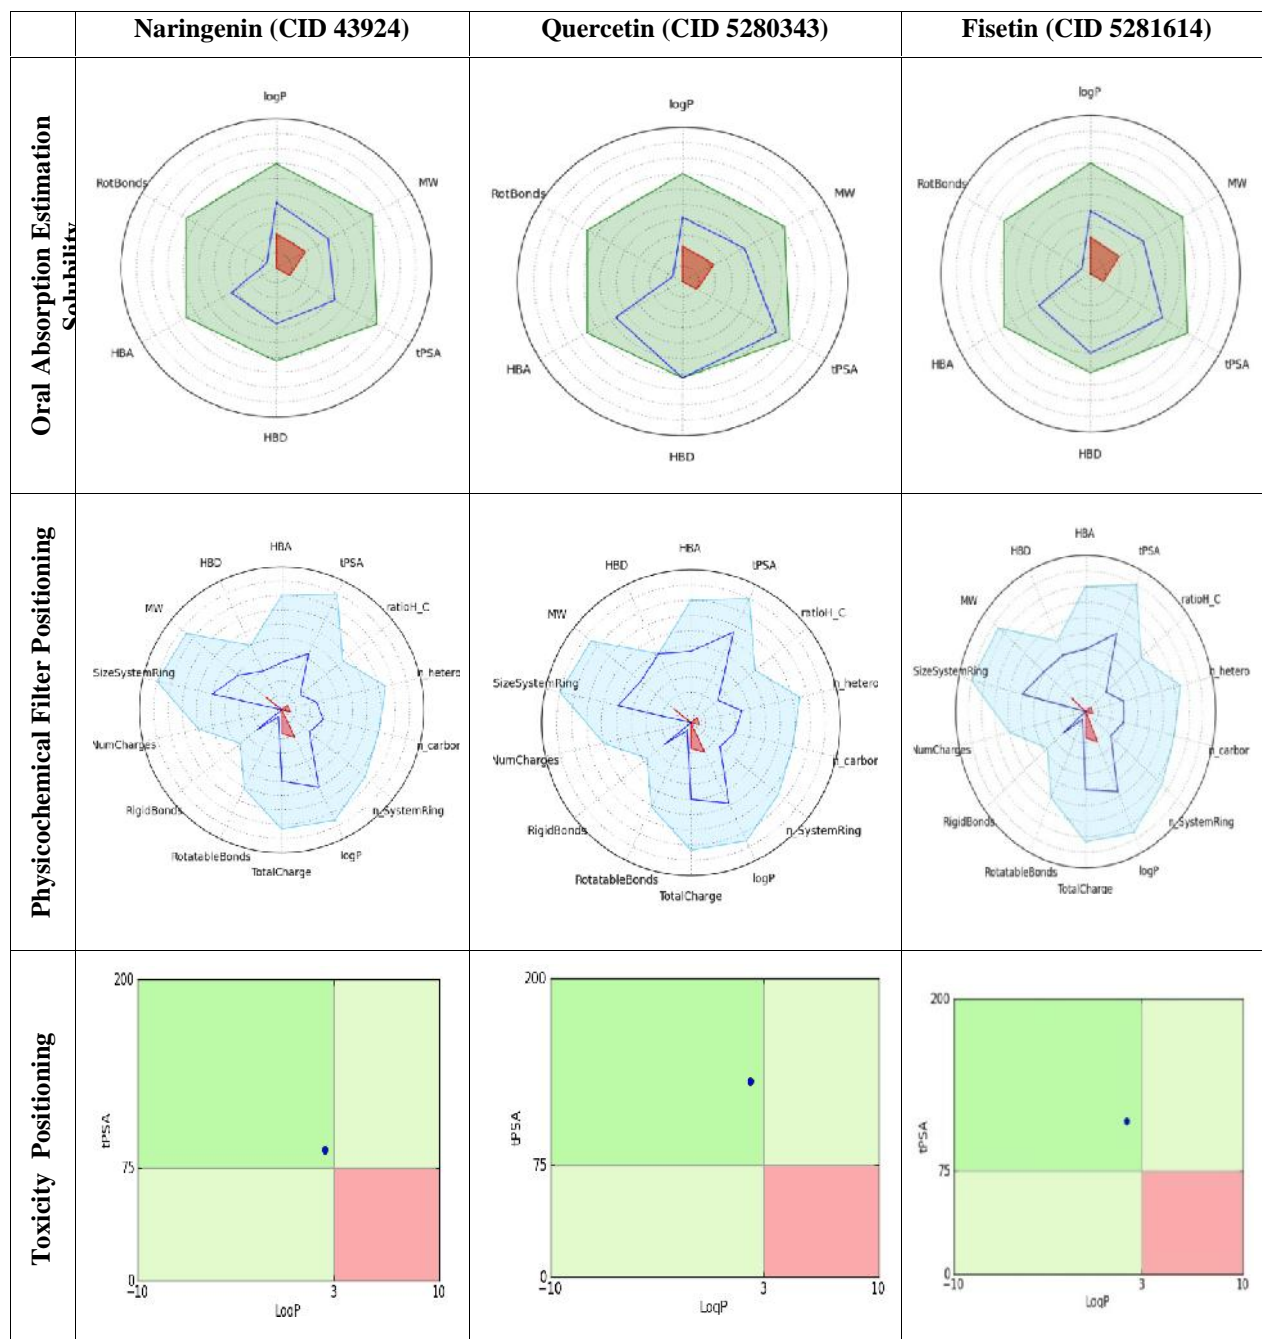 Naringenin (CID 43924)
Quercetin (CID 5280343)
Fisetin (CID 5281614)
Oral Absorption Estimation
Solubility
logP
MW
tPSA
HBD
HBA
RotBonds
logP
MW
tPSA
HBD
HBA
RotBonds
logP
MW
tPSA
HBD
HBA
RotBonds
Physicochemical Filter Positioning
HBA
tPSA
ratioH_C
n_hetero
n_carbor
n_SystemRing
logP
TotalCharge
RotatableBonds
RigidBonds
NumCharges
SizeSystemRing
MW
HBD
HBA
tPSA
ratioH_C
n_hetero
n_carbor
n_SystemRing
logP
TotalCharge
RotatableBonds
RigidBonds
NumCharges
SizeSystemRing
MW
HBD
HBA
tPSA
ratioH_C
n_hetero
n_carbor
n_SystemRing
logP
TotalCharge
RotatableBonds
RigidBonds
NumCharges
SizeSystemRing
MW
HBD
Toxicity Positioning
200
75
0
-10
3
10
tPSA
LogP
200
75
0
-10
3
10
tPSA
LogP
200
75
0
-10
3
10
tPSA
LogP